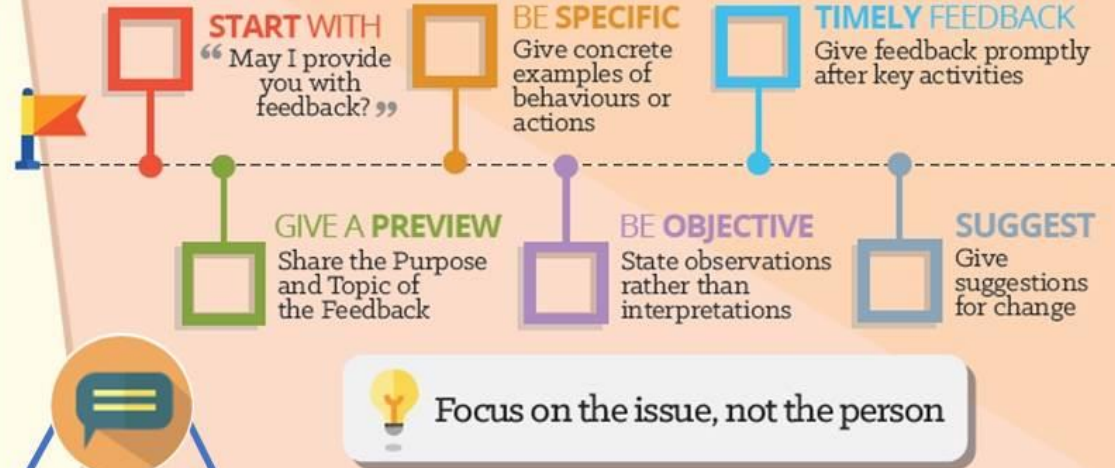 START WITH
“ May I provide
you with
feedback? ”
GIVE A PREVIEW
Share the Purpose
and Topic of
the Feedback
BE SPECIFIC
Give concrete
examples of
behaviours or
actions
BE OBJECTIVE
State observations
rather than
interpretations
TIMELY FEEDBACK
Give feedback promptly
after key activities
SUGGEST
Give
suggestions
for change
Focus on the issue, not the person